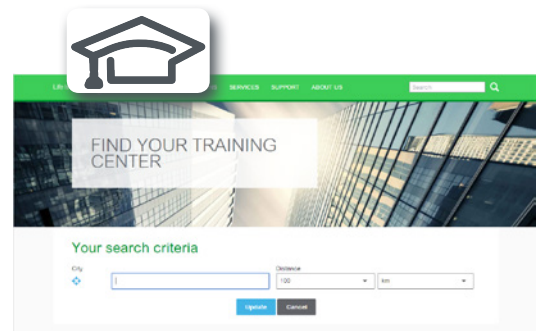 SERVICES SUPPORT ABOUT US Search
FIND YOUR TRAINING
CENTER
Your search criteria
City Distance
100 km
Update Cancel